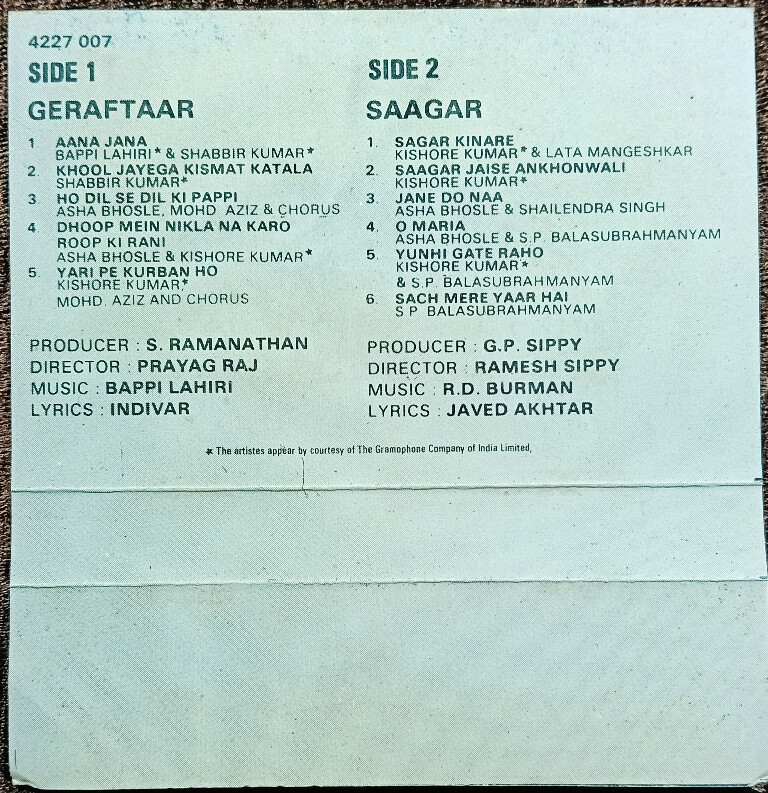 4227 007
SIDE 1
GERAFTAAR
1. AANA JANA
BAPPI LAHIRI* & SHABBIR KUMAR*
2. KHOOL JAYEGA KISMAT KATALA
SHABBIR KUMAR*
3. HO DIL SE DIL KI PAPPI
ASHA BHOSLE, MOHD. AZIZ & CHORUS
4. DHOOP MEIN NIKLA NA KARO
ROOP KI RANI
ASHA BHOSLE & KISHORE KUMAR*
5. YARI PE KURBAN HO
KISHORE KUMAR,*
MOHD. AZIZ AND CHORUS
PRODUCER : S. RAMANATHAN
DIRECTOR : PRAYAG RAJ
MUSIC : BAPPI LAHIRI
LYRICS : INDIVAR
SIDE 2
SAAGAR
1. SAGAR KINARE
KISHORE KUMAR* & LATA MANGESHKAR
2. SAAGAR JAISE ANKHONWALI
KISHORE KUMAR*
3. JANE DO NAA
ASHA BHOSLE & SHAILENDRA SINGH
4. O MARIA
ASHA BHOSLE & S.P. BALASUBRAHMANYAM
5. YUNHI GATE RAHO
KISHORE KUMAR*
& S.P. BALASUBRAHMANYAM
6. SACH MERE YAAR HAI
S P BALASUBRAHMANYAM
PRODUCER : G.P. SIPPY
DIRECTOR : RAMESH SIPPY
MUSIC : R.D. BURMAN
LYRICS : JAVED AKHTAR
* The artistes appear by courtesy of The Gramophone Company of India Limited,